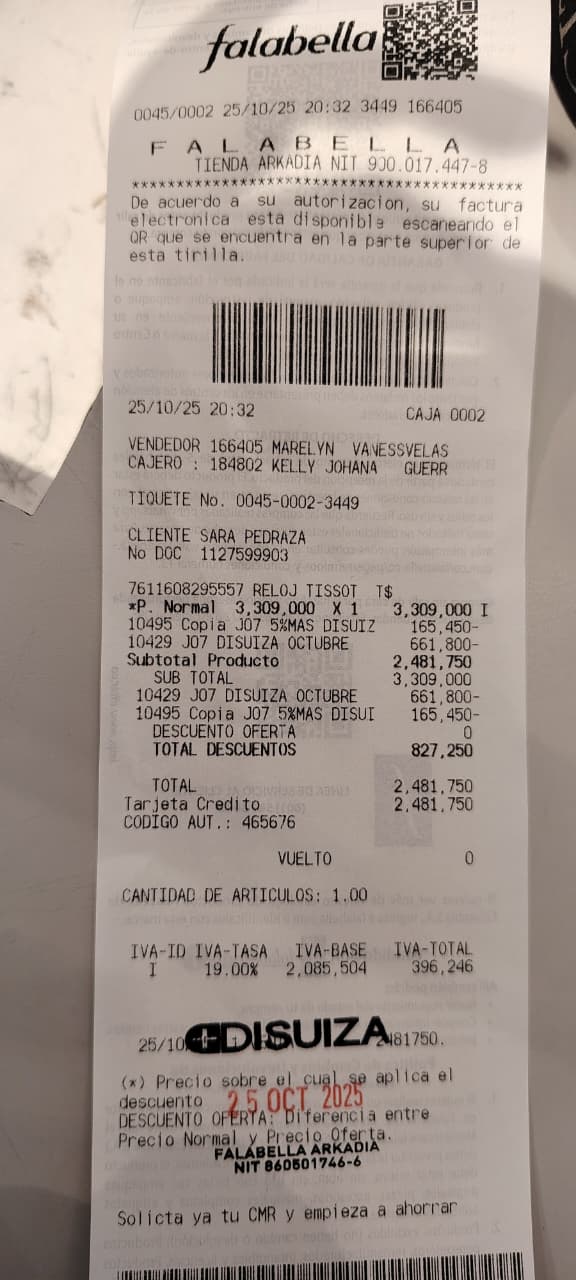 falabella
0045/0002 25/10/25 20:32 3449 166405
F A L A B E L L A
TIENDA ARKADIA NIT 900.017.447-8
********************************************
De acuerdo a su autorizacion, su factura
electronica esta disponible escaneando el
QR que se encuentra en la parte superior de
esta tirilla.
25/10/25 20:32 CAJA 0002
VENDEDOR 166405 MARELYN VANESSVELAS
CAJERO : 184802 KELLY JOHANA GUERR
TIQUETE No. 0045-0002-3449
CLIENTE SARA PEDRAZA
No DOC 1127599903
7611608295557 RELOJ TISSOT T$
*P. Normal 3,309,000 X 1 3,309,000 I
10495 Copia J07 5%MAS DISUIZ 165,450-
10429 J07 DISUIZA OCTUBRE 661,800-
Subtotal Producto 2,481,750
SUB TOTAL 3,309,000
10429 J07 DISUIZA OCTUBRE 661,800-
10495 Copia J07 5%MAS DISUI 165,450-
DESCUENTO OFERTA 0
TOTAL DESCUENTOS 827,250
TOTAL 2,481,750
Tarjeta Credito 2,481,750
CODIGO AUT.: 465676
VUELTO 0
CANTIDAD DE ARTICULOS: 1.00
IVA-ID IVA-TASA IVA-BASE IVA-TOTAL
I 19.00% 2,085,504 396,246
25/10 DISUIZA 2481750.
(*) Precio sobre el cual se aplica el
descuento 25 OCT 2025
DESCUENTO OFERTA: Diferencia entre
Precio Normal y Precio Oferta.
FALABELLA ARKADIA
NIT 860501746-6
Solicta ya tu CMR y empieza a ahorrar